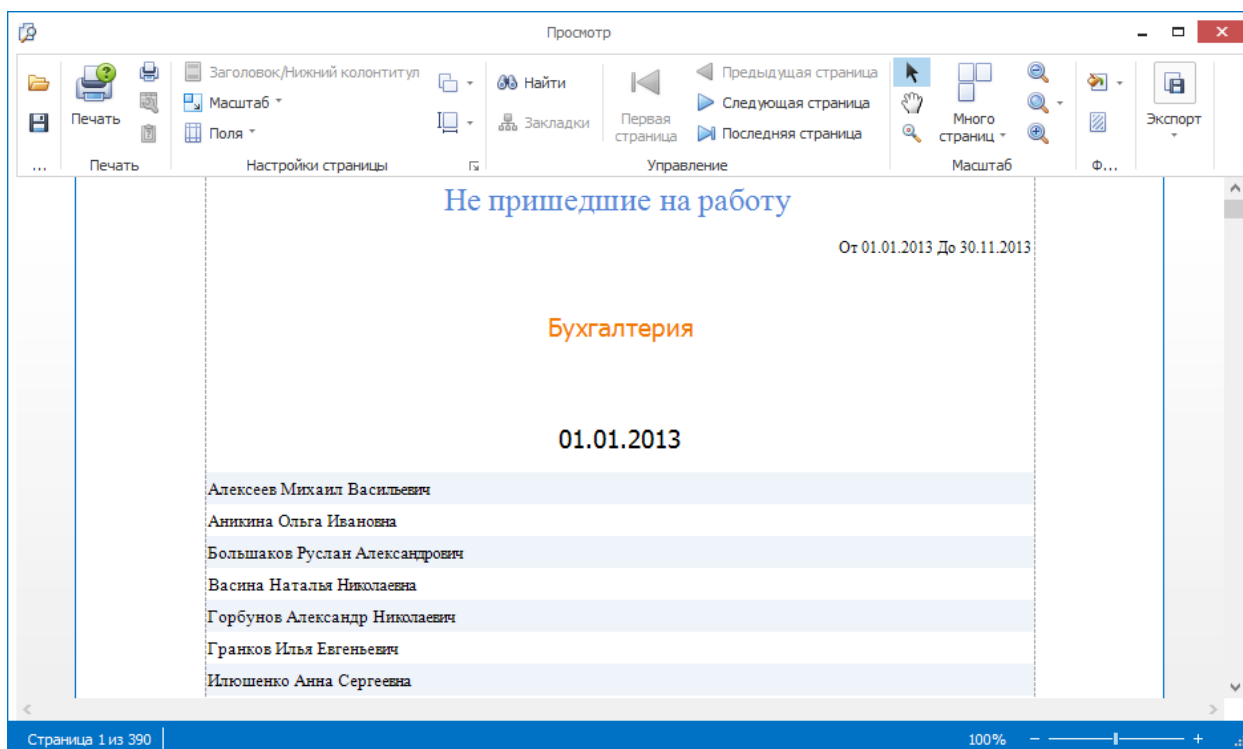 Просмотр
Заголовок/Нижний колонтитул
Масштаб
Поля
Печать
Найти
Закладки
Первая страница
Предыдущая страница
Следующая страница
Последняя страница
Много страниц
Экспорт
...
Печать
Настройки страницы
Управление
Масштаб
Ф...
Не пришедшие на работу
От 01.01.2013 До 30.11.2013
Бухгалтерия
01.01.2013
Алексеев Михаил Васильевич
Аникина Ольга Ивановна
Большаков Руслан Александрович
Васина Наталья Николаевна
Горбунов Александр Николаевич
Гранков Илья Евгеньевич
Илюшенко Анна Сергеевна
Страница 1 из 390
100%